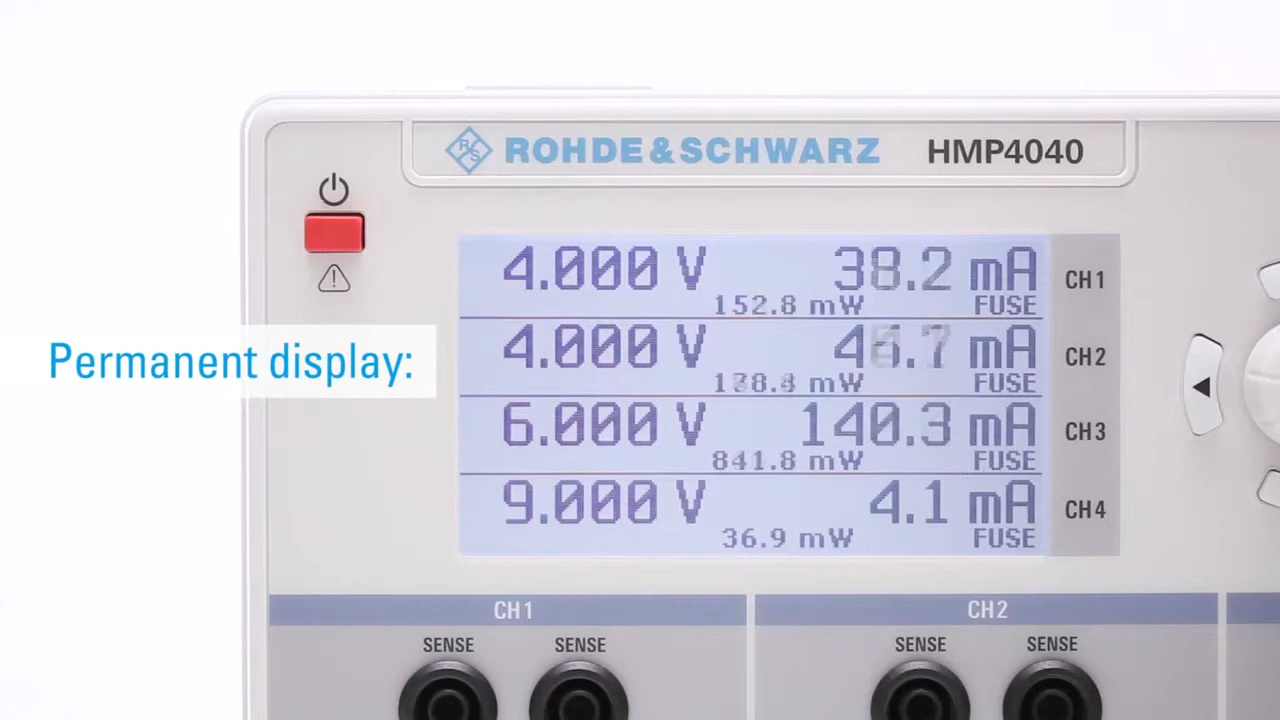 ROHDE & SCHWARZ HMP4040
4.000 V 38.2 mA CH1
152.8 mW FUSE
Permanent display:
4.000 V mA CH2
mW FUSE
6.000 V 140.3 mA CH3
841.8 mW FUSE
9.000 V 4.1 mA CH4
36.9 mW FUSE
CH1 CH2
SENSE SENSE SENSE SENSE